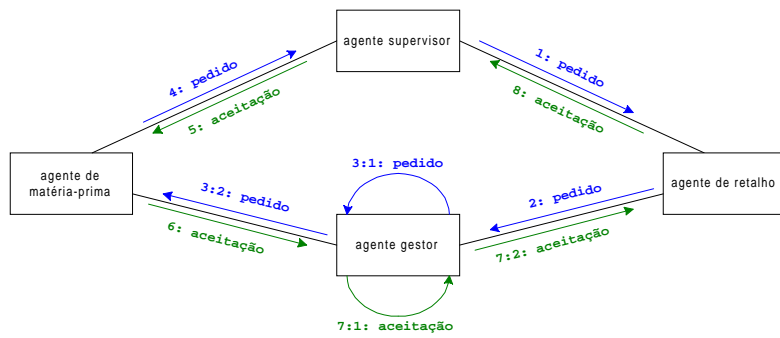 agente supervisor
4: pedido
1: pedido
5: aceitação
8: aceitação
agente de
matéria-prima
3:1: pedido
agente de retalho
3:2: pedido
2: pedido
6: aceitação
agente gestor
7:2: aceitação
7:1: aceitação